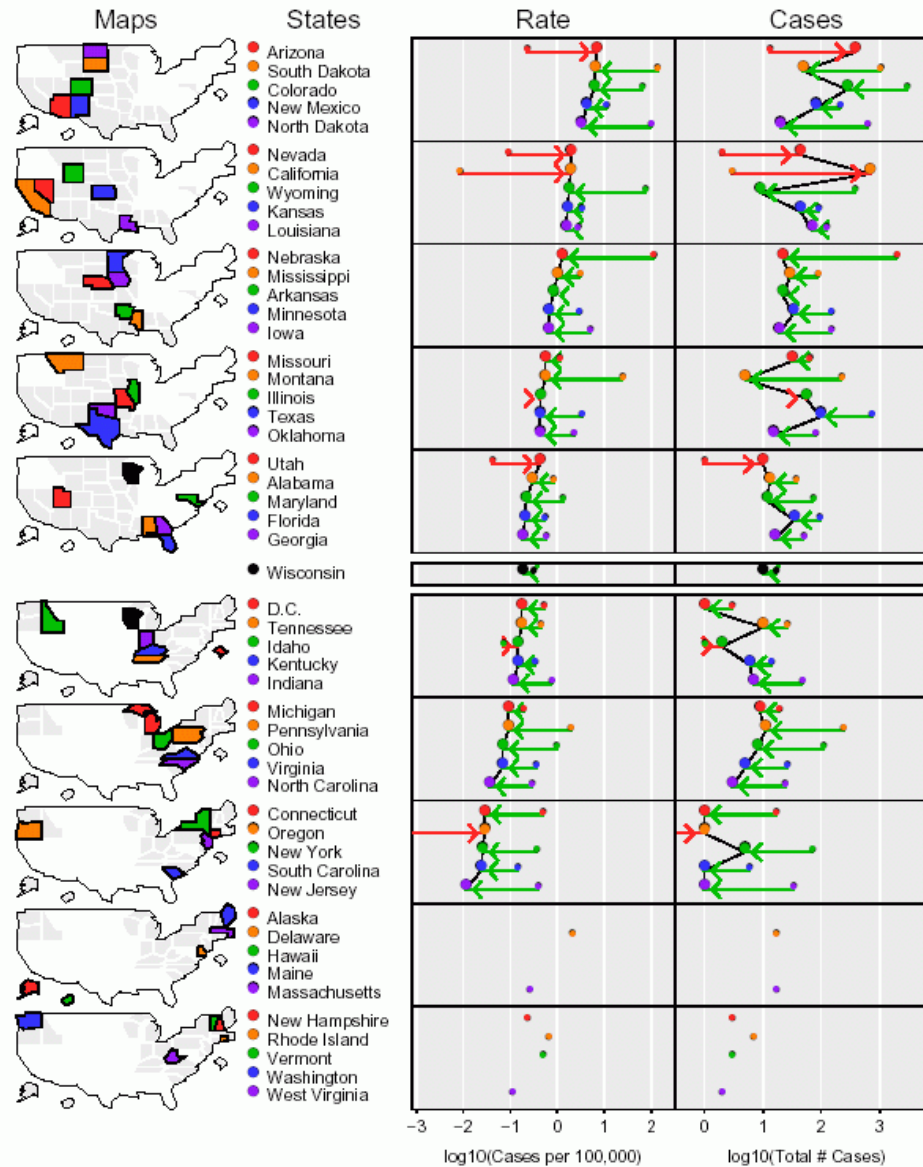 Maps States Rate Cases
Arizona
South Dakota
Colorado
New Mexico
North Dakota
Nevada
California
Wyoming
Kansas
Louisiana
Nebraska
Mississippi
Arkansas
Minnesota
Iowa
Missouri
Montana
Illinois
Texas
Oklahoma
Utah
Alabama
Maryland
Florida
Georgia
Wisconsin
D.C.
Tennessee
Idaho
Kentucky
Indiana
Michigan
Pennsylvania
Ohio
Virginia
North Carolina
Connecticut
Oregon
New York
South Carolina
New Jersey
Alaska
Delaware
Hawaii
Maine
Massachusetts
New Hampshire
Rhode Island
Vermont
Washington
West Virginia
−3 −2 −1 0 1 2 0 1 2 3
log10(Cases per 100,000) log10(Total # Cases)